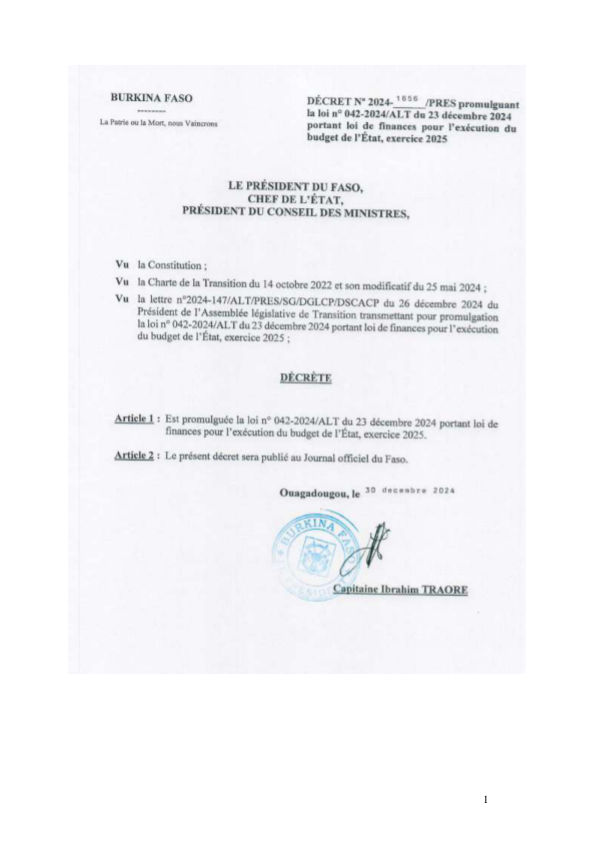 BURKINA FASO
--------
La Patrie ou la Mort, nous Vaincrons
DÉCRET N° 2024-1656/PRES promulguant
la loi n° 042-2024/ALT du 23 décembre 2024
portant loi de finances pour l'exécution du
budget de l'État, exercice 2025
LE PRÉSIDENT DU FASO,
CHEF DE L'ÉTAT,
PRÉSIDENT DU CONSEIL DES MINISTRES,
Vu la Constitution ;
Vu la Charte de la Transition du 14 octobre 2022 et son modificatif du 25 mai 2024 ;
Vu la lettre n°2024-147/ALT/PRES/SG/DGLCP/DSCACP du 26 décembre 2024 du
Président de l'Assemblée législative de Transition transmettant pour promulgation
la loi n° 042-2024/ALT du 23 décembre 2024 portant loi de finances pour l'exécution
du budget de l'État, exercice 2025 ;
DÉCRÈTE
Article 1 : Est promulguée la loi n° 042-2024/ALT du 23 décembre 2024 portant loi de
finances pour l'exécution du budget de l'État, exercice 2025.
Article 2 : Le présent décret sera publié au Journal officiel du Faso.
Ouagadougou, le 30 decembre 2024
BURKINA FASO
Capitaine Ibrahim TRAORE
1